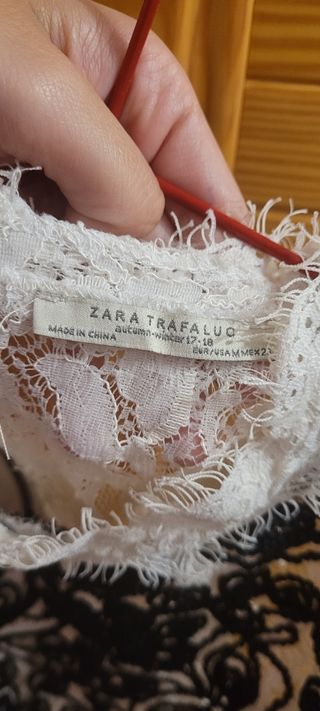 ZARA TRAFALUC
autumn-winter 17-18
MADE IN CHINA